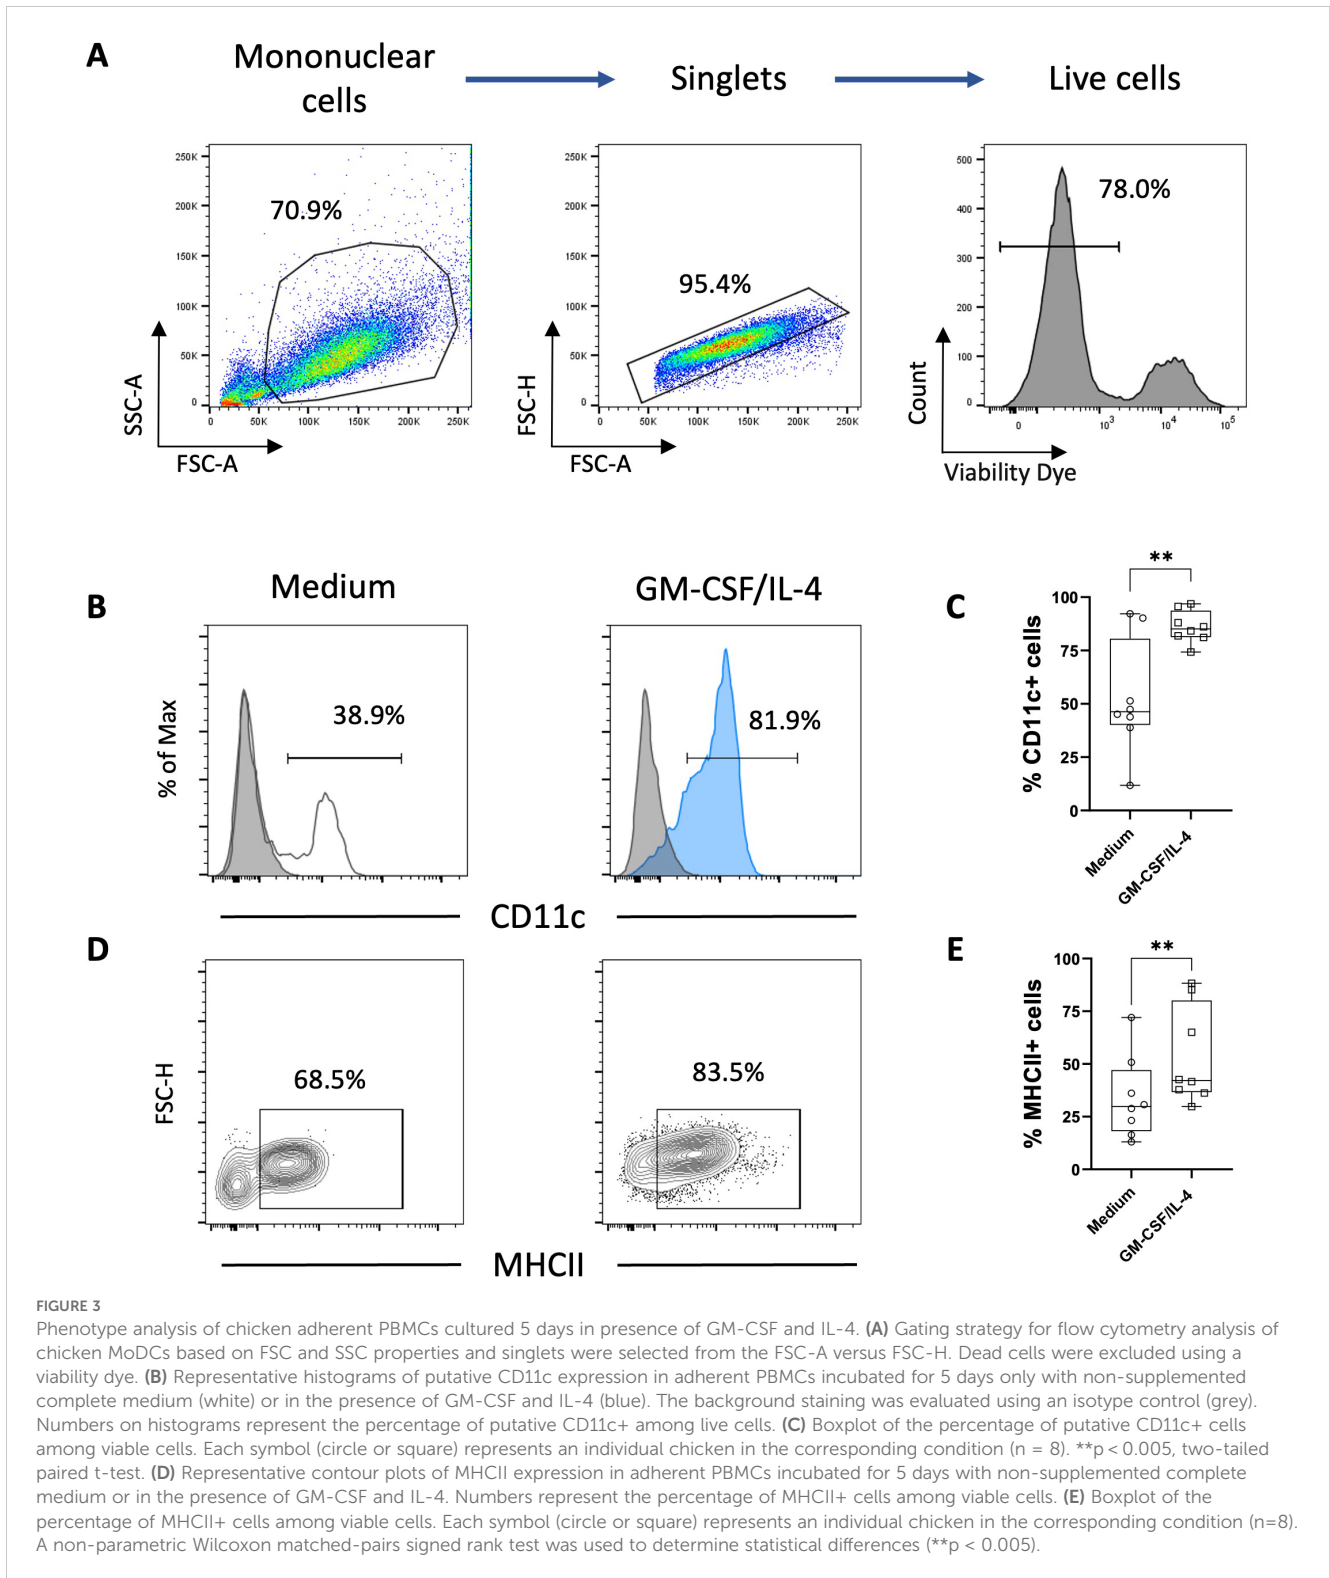 A
Mononuclear
cells
Singlets
Live cells
250K
200K
150K
100K
50K
0
70.9%
0
50K
100K
150K
200K
250K
SSC-A
FSC-A
250K
200K
150K
100K
50K
0
95.4%
0
50K
100K
150K
200K
250K
FSC-H
FSC-A
500
400
300
200
100
0
78.0%
0
10³
10⁴
10⁵
Count
Viability Dye
B
Medium
GM-CSF/IL-4
% of Max
38.9%
81.9%
CD11c
C
**
% CD11c+ cells
100
75
50
25
0
Medium
GM-CSF/IL-4
D
FSC-H
68.5%
83.5%
MHCII
E
**
% MHCII+ cells
100
75
50
25
0
Medium
GM-CSF/IL-4
FIGURE 3
Phenotype analysis of chicken adherent PBMCs cultured 5 days in presence of GM-CSF and IL-4. (A) Gating strategy for flow cytometry analysis of
chicken MoDCs based on FSC and SSC properties and singlets were selected from the FSC-A versus FSC-H. Dead cells were excluded using a
viability dye. (B) Representative histograms of putative CD11c expression in adherent PBMCs incubated for 5 days only with non-supplemented
complete medium (white) or in the presence of GM-CSF and IL-4 (blue). The background staining was evaluated using an isotype control (grey).
Numbers on histograms represent the percentage of putative CD11c+ among live cells. (C) Boxplot of the percentage of putative CD11c+ cells
among viable cells. Each symbol (circle or square) represents an individual chicken in the corresponding condition (n = 8). **p < 0.005, two-tailed
paired t-test. (D) Representative contour plots of MHCII expression in adherent PBMCs incubated for 5 days with non-supplemented complete
medium or in the presence of GM-CSF and IL-4. Numbers represent the percentage of MHCII+ cells among viable cells. (E) Boxplot of the
percentage of MHCII+ cells among viable cells. Each symbol (circle or square) represents an individual chicken in the corresponding condition (n=8).
A non-parametric Wilcoxon matched-pairs signed rank test was used to determine statistical differences (**p < 0.005).